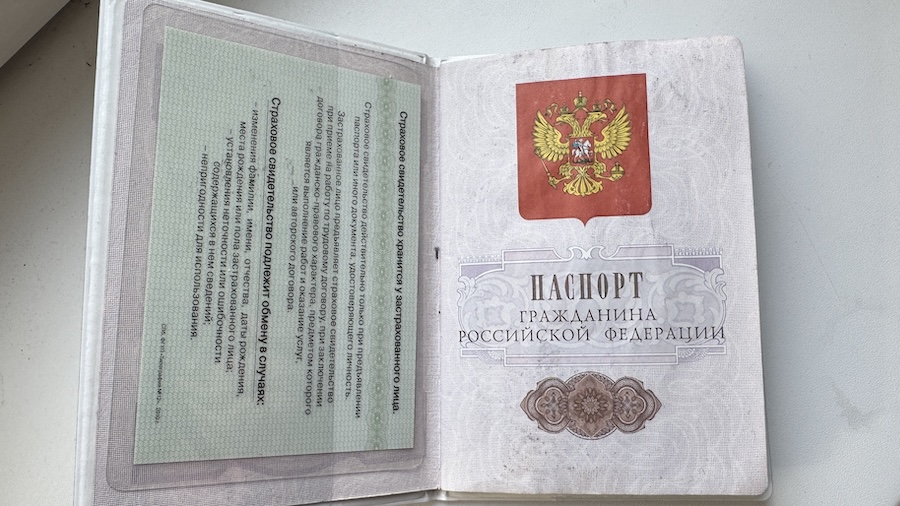 Страховое свидетельство хранится у застрахованного лица.
Страховое свидетельство действительно только при предъявлении
паспорта или иного документа, удостоверяющего личность.
Застрахованное лицо предъявляет страховое свидетельство
при приеме на работу по трудовому договору, при заключении
договора гражданско-правового характера, предметом которого
является выполнение работ и оказание услуг,
или авторского договора.
Страховое свидетельство подлежит обмену в случаях:
– изменения фамилии, имени, отчества, даты рождения,
места рождения или пола застрахованного лица;
– установления неточности или ошибочности
содержащихся в нем сведений;
– непригодности для использования.
ПАСПОРТ
ГРАЖДАНИНА
РОССИЙСКОЙ ФЕДЕРАЦИИ